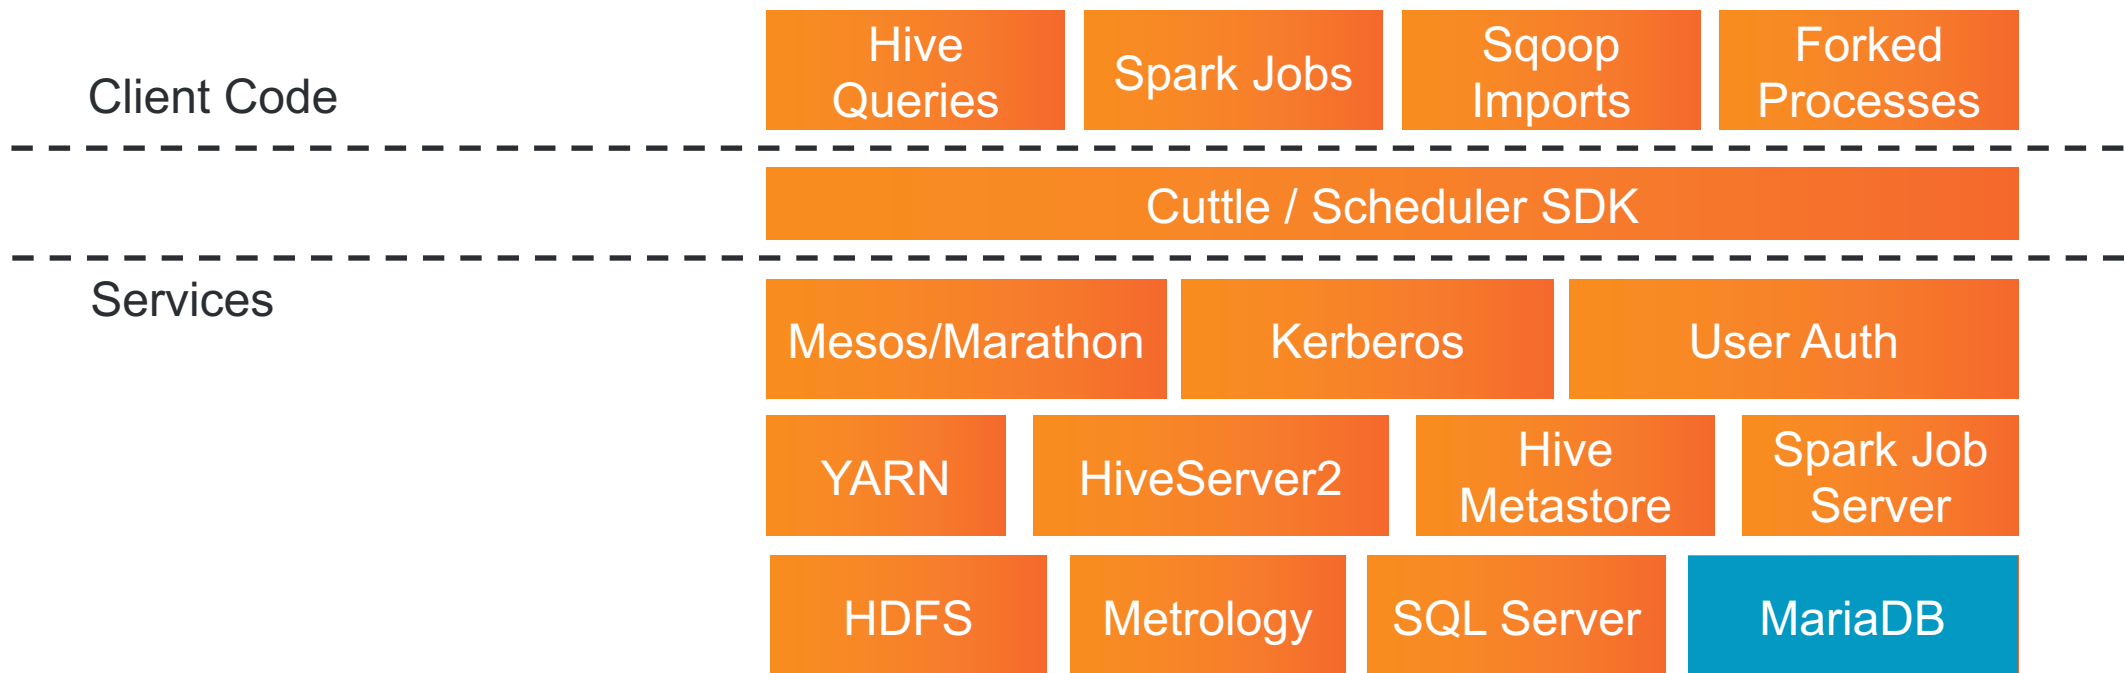 Client Code
Hive
Queries
Spark Jobs
Sqoop
Imports
Forked
Processes
Cuttle / Scheduler SDK
Services
Mesos/Marathon
Kerberos
User Auth
YARN
HiveServer2
Hive
Metastore
Spark Job
Server
HDFS
Metrology
SQL Server
MariaDB